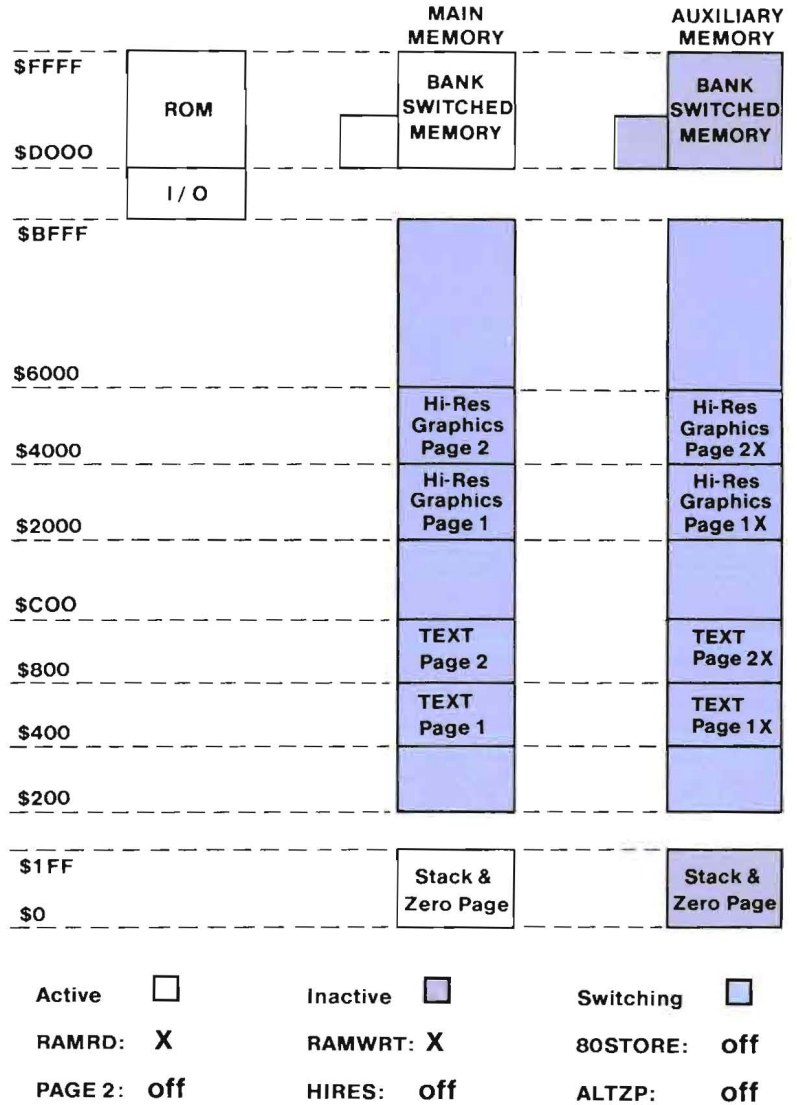 MAIN
MEMORY
AUXILIARY
MEMORY
$FFFF
ROM
BANK
SWITCHED
MEMORY
BANK
SWITCHED
MEMORY
$D000
I / O
$BFFF
$6000
Hi-Res
Graphics
Page 2
Hi-Res
Graphics
Page 2X
$4000
Hi-Res
Graphics
Page 1
Hi-Res
Graphics
Page 1X
$2000
$C00
TEXT
Page 2
TEXT
Page 2X
$800
TEXT
Page 1
TEXT
Page 1X
$400
$200
$1FF
Stack &
Zero Page
Stack &
Zero Page
$0
Active Inactive Switching
RAMRD: X RAMWRT: X 80STORE: off
PAGE 2: off HIRES: off ALTZP: off